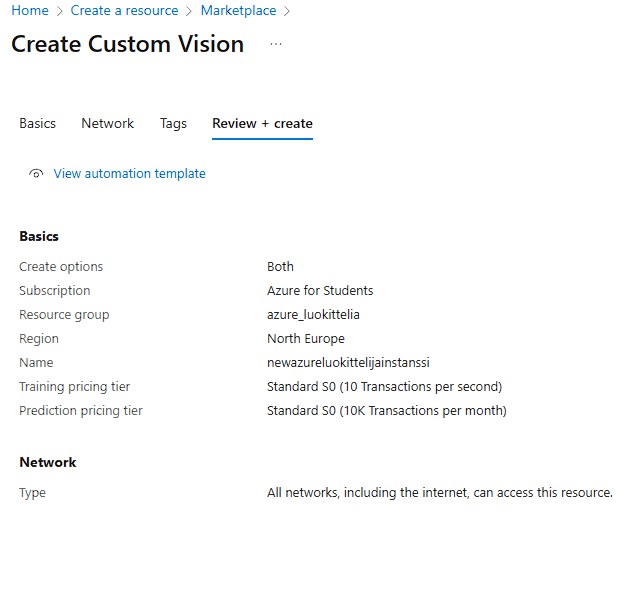 Home > Create a resource > Marketplace >
Create Custom Vision ...
Basics Network Tags Review + create
View automation template
Basics
Create options Both
Subscription Azure for Students
Resource group azure_luokittelia
Region North Europe
Name newazureluokittelijainstanssi
Training pricing tier Standard S0 (10 Transactions per second)
Prediction pricing tier Standard S0 (10K Transactions per month)
Network
Type All networks, including the internet, can access this resource.